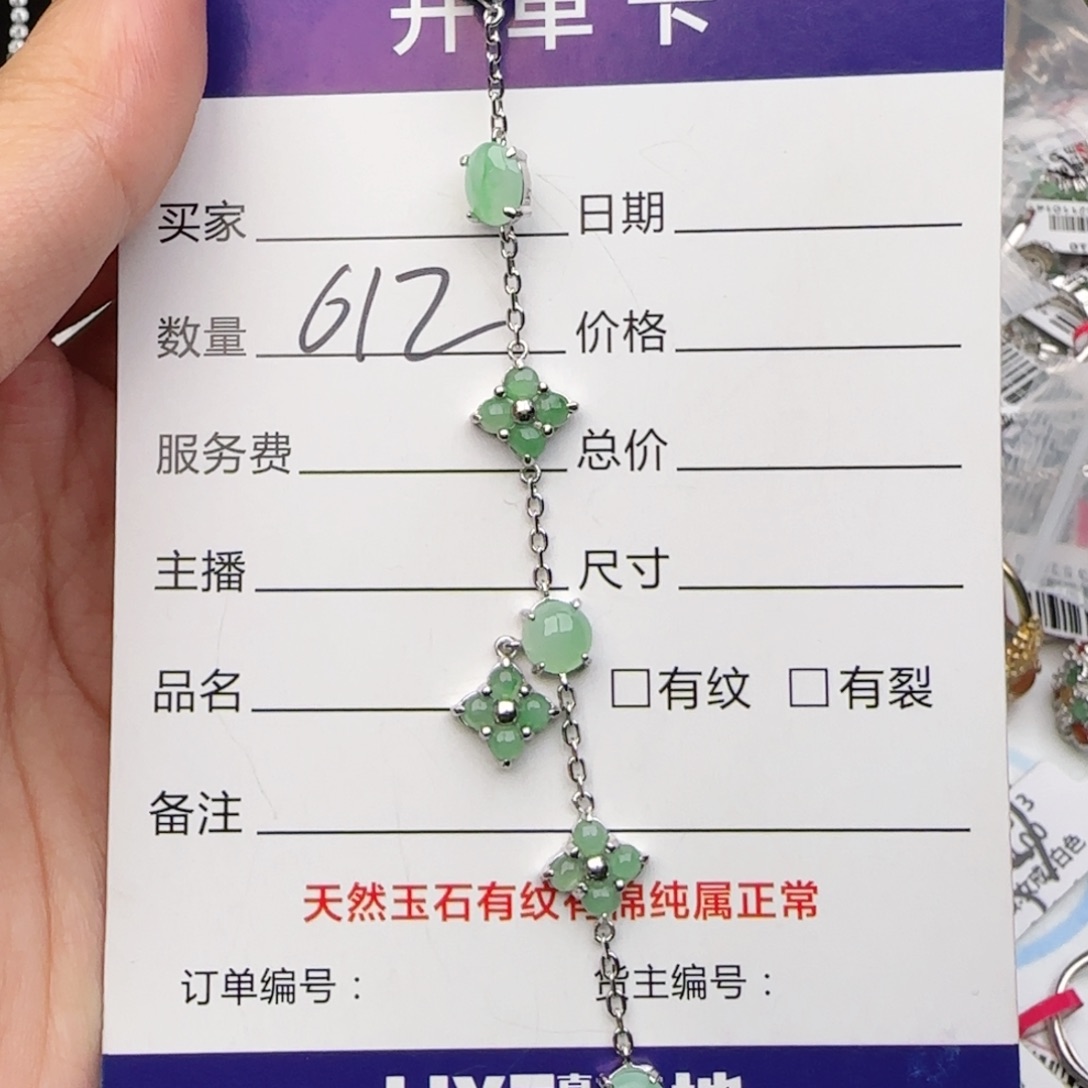 开单卡
买家 日期
数量 612 价格
服务费 总价
主播 尺寸
品名 □有纹 □有裂
备注
天然玉石有纹有棉纯属正常
订单编号： 货主编号：